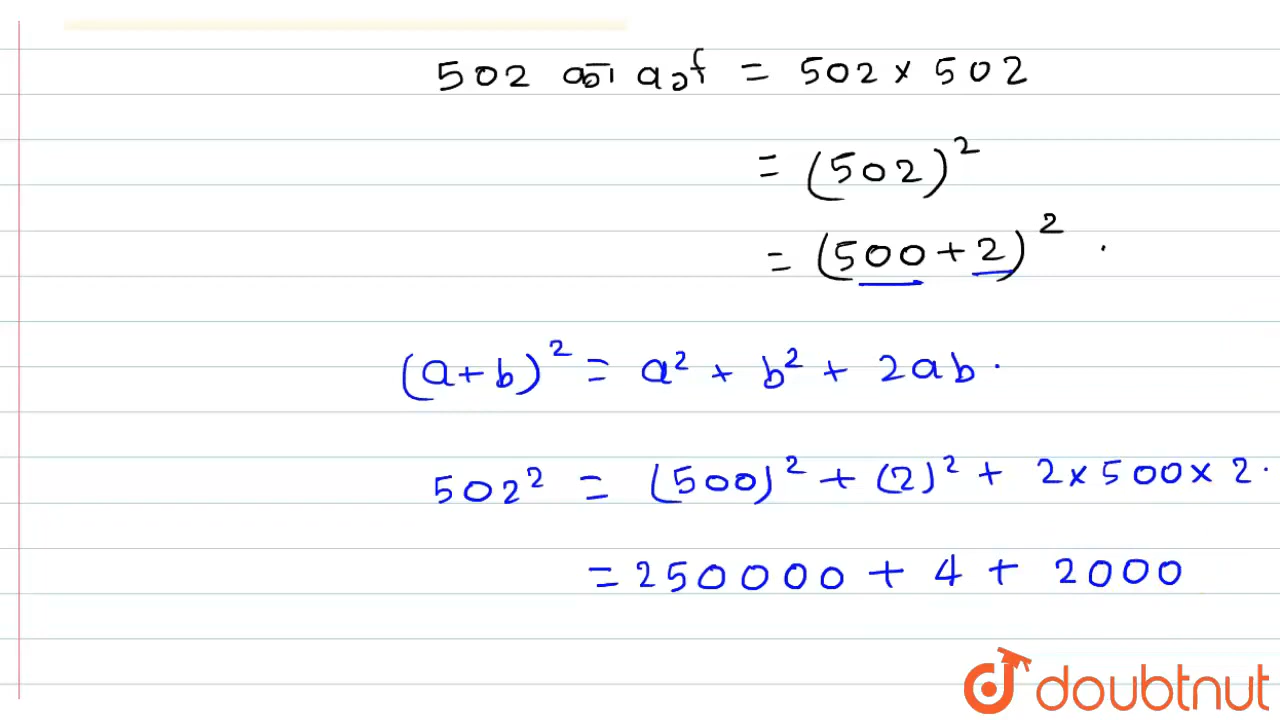 502 का वर्ग = 502 × 502
= (502)²
= (500 + 2)² .
(a + b)² = a² + b² + 2ab .
502² = (500)² + (2)² + 2 × 500 × 2 .
= 250000 + 4 + 2000
doubtnut